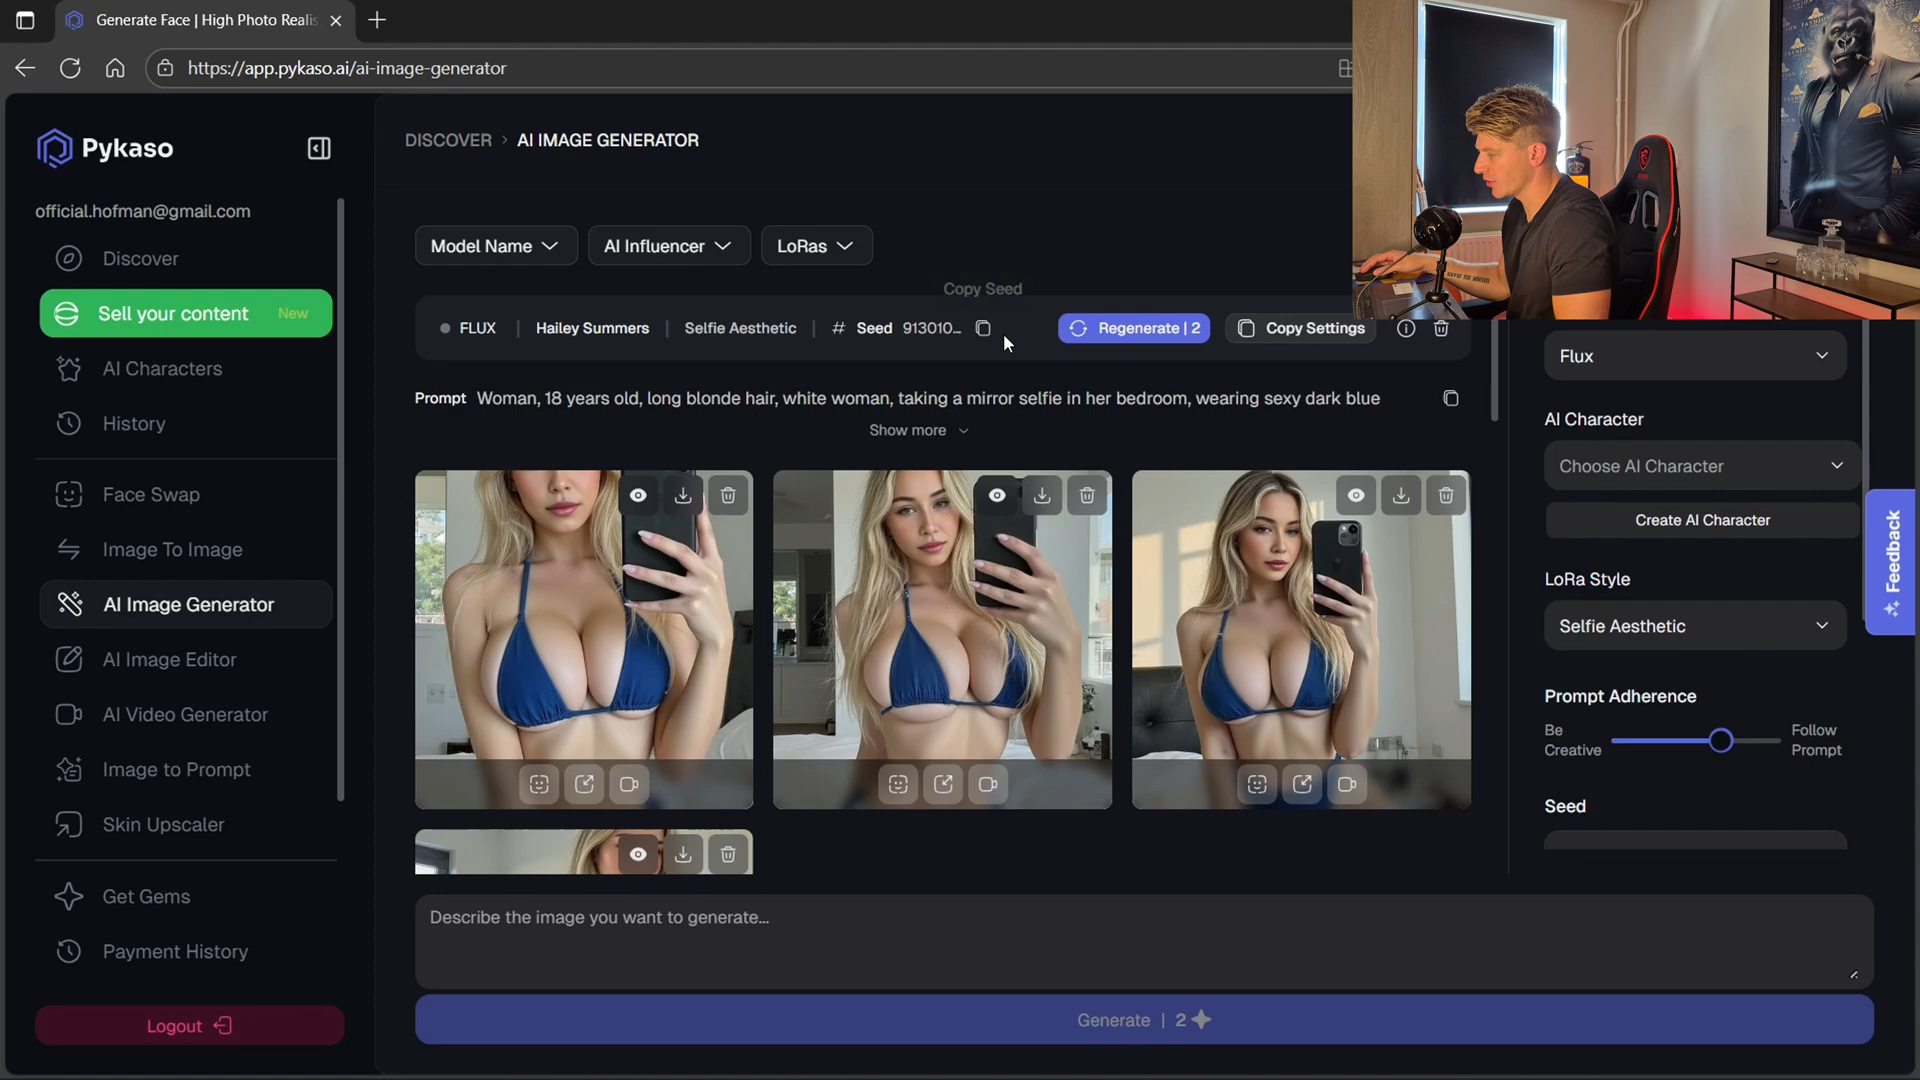 Generate Face | High Photo Realis
https://app.pykaso.ai/ai-image-generator
Pykaso
official.hofman@gmail.com
Discover
Sell your content New
AI Characters
History
Face Swap
Image To Image
AI Image Generator
AI Image Editor
AI Video Generator
Image to Prompt
Skin Upscaler
Get Gems
Payment History
Logout
DISCOVER > AI IMAGE GENERATOR
Model Name
AI Influencer
LoRas
Copy Seed
FLUX | Hailey Summers | Selfie Aesthetic | # Seed 913010...
Regenerate | 2
Copy Settings
Prompt Woman, 18 years old, long blonde hair, white woman, taking a mirror selfie in her bedroom, wearing sexy dark blue
Show more
Describe the image you want to generate...
Generate | 2
Flux
AI Character
Choose AI Character
Create AI Character
LoRa Style
Selfie Aesthetic
Prompt Adherence
Be Creative
Follow Prompt
Seed
Feedback